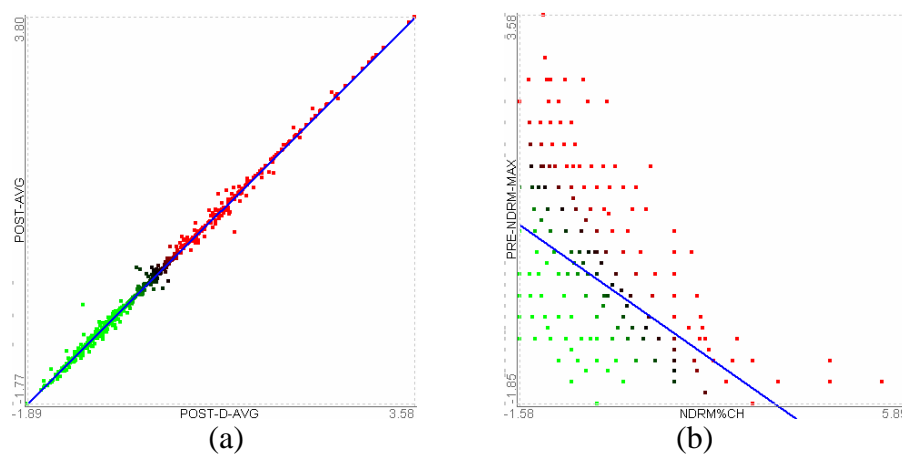 3.80
POST-AVG
-1.77
-1.89
POST-D-AVG
3.58
(a)
3.58
PRE-NDRM-MAX
-1.85
-1.58
NDRM%CH
5.89
(b)